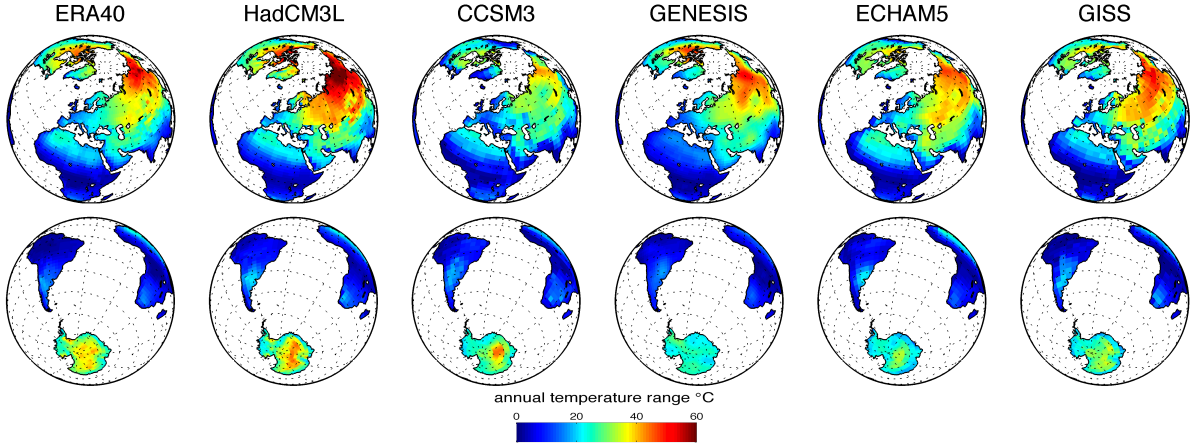 ERA40 HadCM3L CCSM3 GENESIS ECHAM5 GISS
annual temperature range °C
0 20 40 60